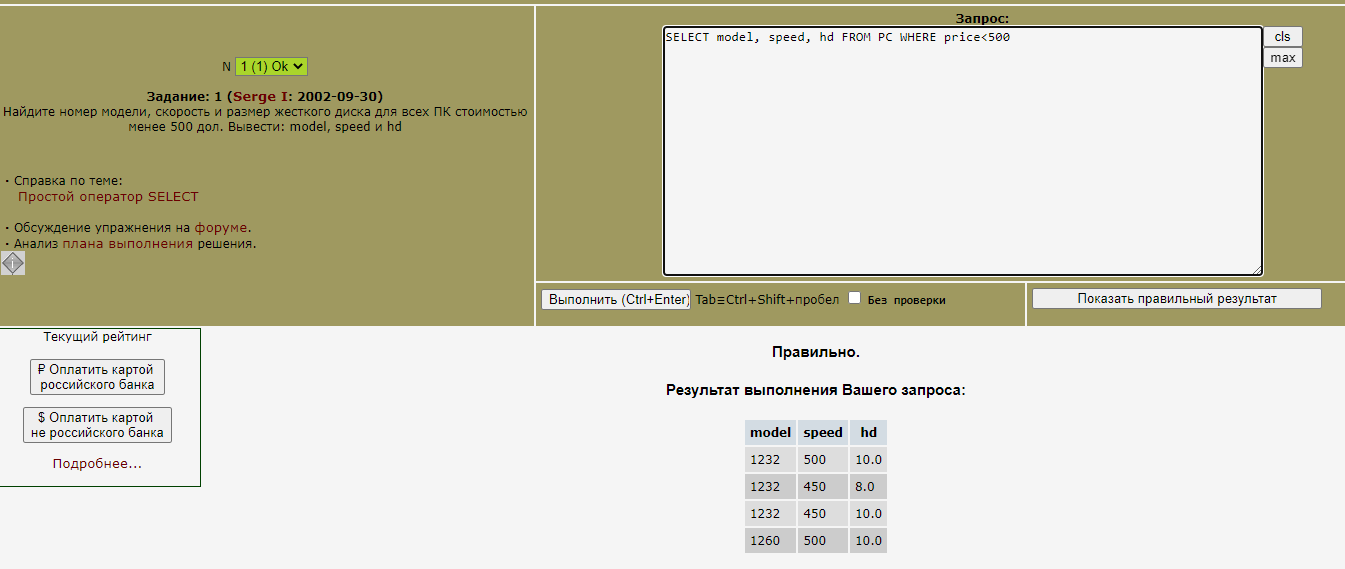 N 1 (1) Ok
Задание: 1 (Serge I: 2002-09-30)
Найдите номер модели, скорость и размер жесткого диска для всех ПК стоимостью
менее 500 дол. Вывести: model, speed и hd
· Справка по теме:
Простой оператор SELECT
· Обсуждение упражнения на форуме.
· Анализ плана выполнения решения.
Запрос:
SELECT model, speed, hd FROM PC WHERE price<500
cls
max
Выполнить (Ctrl+Enter) Tab≡Ctrl+Shift+пробел Без проверки
Показать правильный результат
Текущий рейтинг
₽ Оплатить картой
российского банка
$ Оплатить картой
не российского банка
Подробнее...
Правильно.
Результат выполнения Вашего запроса:
model speed hd
1232 500 10.0
1232 450 8.0
1232 450 10.0
1260 500 10.0